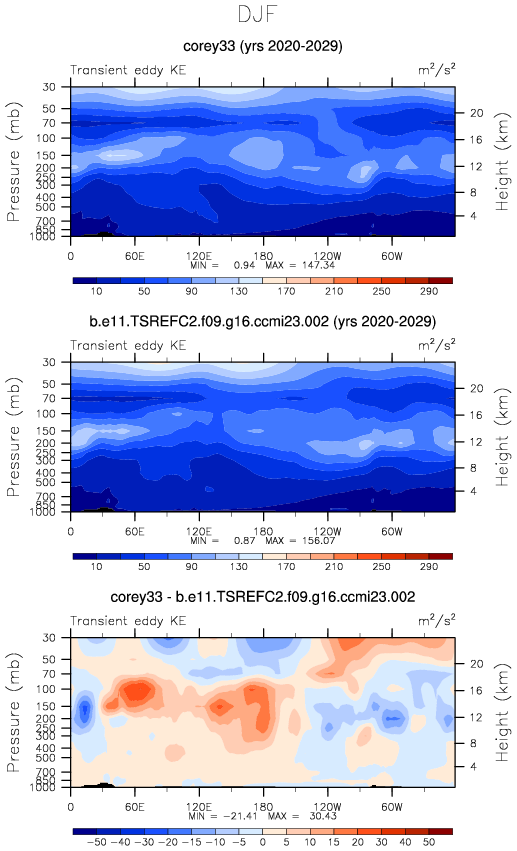 DJF
corey33 (yrs 2020-2029)
Transient eddy KE m²/s²
30
50
70
100
150
200
250
300
400
500
700
850
1000
Pressure (mb)
20
16
12
8
4
Height (km)
0 60E 120E 180 120W 60W
MIN = 0.94 MAX = 147.34
10 50 90 130 170 210 250 290
b.e11.TSREFC2.f09.g16.ccmi23.002 (yrs 2020-2029)
Transient eddy KE m²/s²
30
50
70
100
150
200
250
300
400
500
700
850
1000
Pressure (mb)
20
16
12
8
4
Height (km)
0 60E 120E 180 120W 60W
MIN = 0.87 MAX = 156.07
10 50 90 130 170 210 250 290
corey33 - b.e11.TSREFC2.f09.g16.ccmi23.002
Transient eddy KE m²/s²
30
50
70
100
150
200
250
300
400
500
700
850
1000
Pressure (mb)
20
16
12
8
4
Height (km)
0 60E 120E 180 120W 60W
MIN = -21.41 MAX = 30.43
-50 -40 -30 -20 -15 -10 -5 0 5 10 15 20 30 40 50